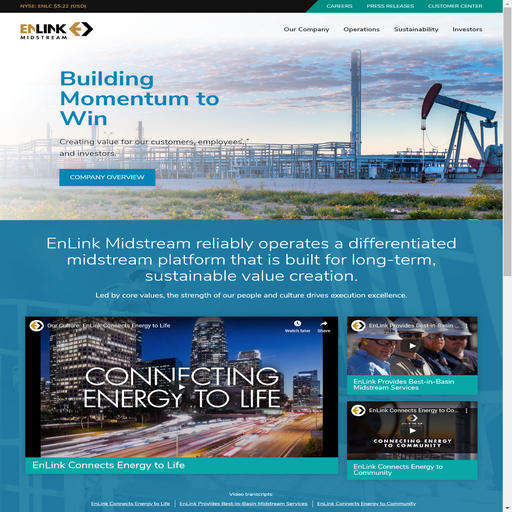 NYSE: ENLC $5.22 (USD)
CAREERS
PRESS RELEASES
CUSTOMER CENTER
ENLINK
MIDSTREAM
Our Company
Operations
Sustainability
Investors
Building
Momentum to
Win
Creating value for our customers, employees,
and investors.
COMPANY OVERVIEW
EnLink Midstream reliably operates a differentiated
midstream platform that is built for long-term,
sustainable value creation.
Led by core values, the strength of our people and culture drives execution excellence.
Our Culture: EnLink Connects Energy to Life
Watch later
Share
CONNECTING
ENERGY TO LIFE
EnLink Connects Energy to Life
EnLink Provides Best-in-Basin ...
EnLink Provides Best-in-Basin
Midstream Services
EnLink Connects Energy to Co...
CONNECTING ENERGY TO
COMMUNITY
EnLink Connects Energy to
Community
Video transcripts:
EnLink Connects Energy to Life
EnLink Provides Best-in-Basin Midstream Services
EnLink Connects Energy to Community